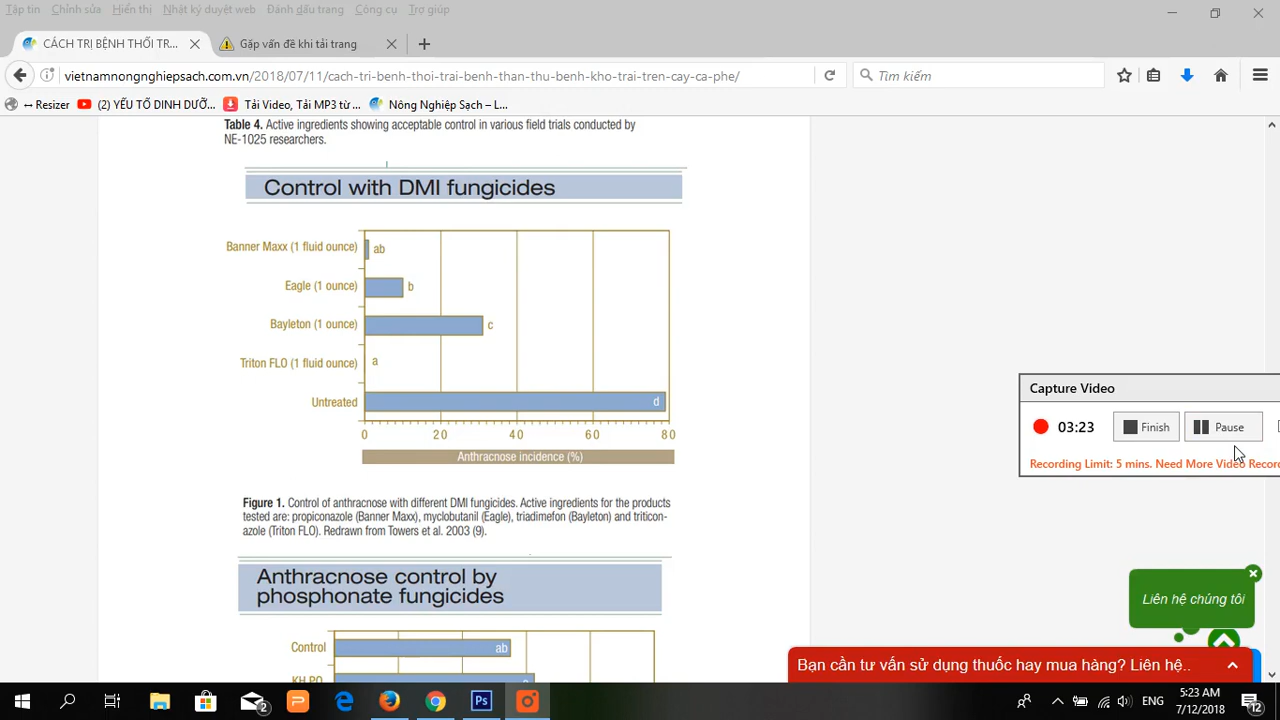 Tập tin Chỉnh sửa Hiển thị Nhật ký duyệt web Đánh dấu trang Công cụ Trợ giúp
CÁCH TRỊ BỆNH THỐI TR... Gặp vấn đề khi tải trang
vietnamnongnghiepsach.com.vn/2018/07/11/cach-tri-benh-thoi-trai-benh-than-thu-benh-kho-trai-tren-cay-ca-phe/ Tìm kiếm
↔ Resizer (2) YẾU TỐ DINH DƯỠ... Tải Video, Tải MP3 từ ... Nông Nghiệp Sạch – L...
Table 4. Active ingredients showing acceptable control in various field trials conducted by
NE-1025 researchers.
Control with DMI fungicides
Banner Maxx (1 fluid ounce) ab
Eagle (1 ounce) b
Bayleton (1 ounce) c
Triton FLO (1 fluid ounce) a
Untreated d
0 20 40 60 80
Anthracnose incidence (%)
Figure 1. Control of anthracnose with different DMI fungicides. Active ingredients for the products
tested are: propiconazole (Banner Maxx), myclobutanil (Eagle), triadimefon (Bayleton) and triticon-
azole (Triton FLO). Redrawn from Towers et al. 2003 (9).
Anthracnose control by
phosphonate fungicides
Control ab
Capture Video
03:23 Finish Pause
Recording Limit: 5 mins. Need More Video Recor
Liên hệ chúng tôi
Bạn cần tư vấn sử dụng thuốc hay mua hàng? Liên hệ..
2 P Ps ENG 5:23 AM
7/12/2018 12